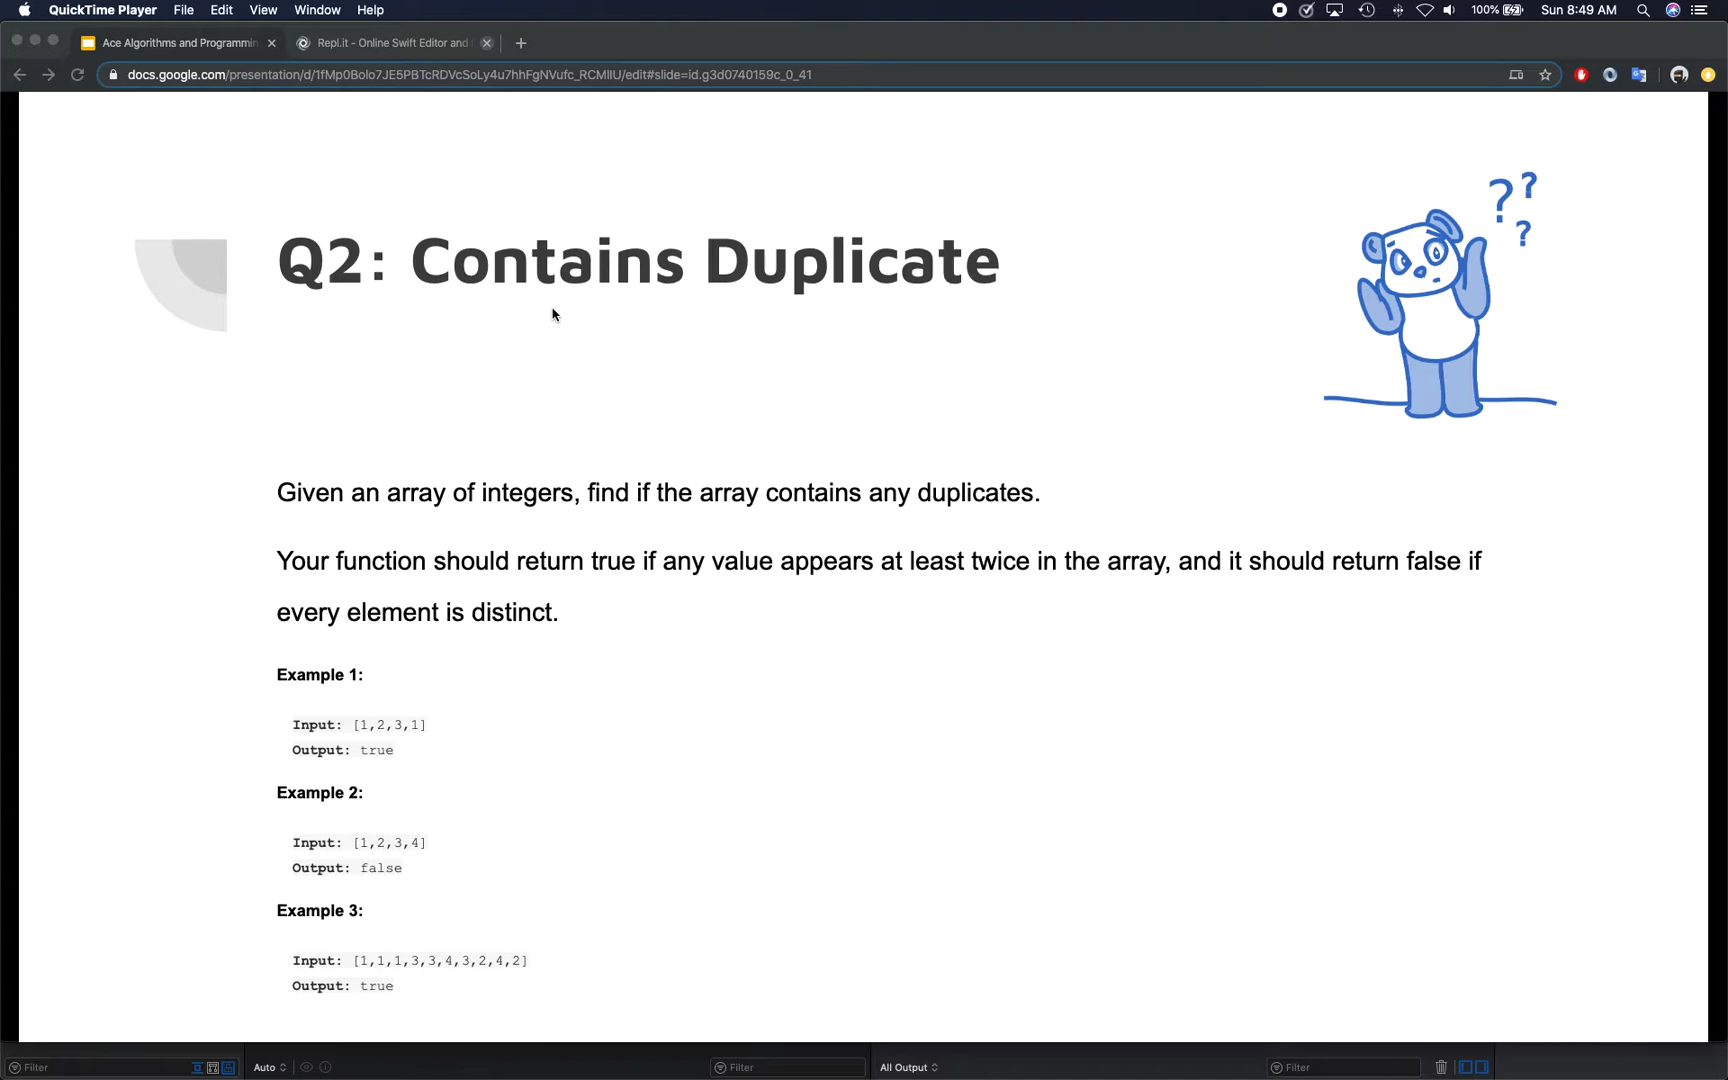 QuickTime Player File Edit View Window Help 100% Sun 8:49 AM
Ace Algorithms and Programmin Repl.it - Online Swift Editor and
docs.google.com/presentation/d/1fMp0Bolo7JE5PBTcRDVcSoLy4u7hhFgNVufc_RCMlIU/edit#slide=id.g3d0740159c_0_41
???
Q2: Contains Duplicate
Given an array of integers, find if the array contains any duplicates.
Your function should return true if any value appears at least twice in the array, and it should return false if
every element is distinct.
Example 1:
Input: [1,2,3,1]
Output: true
Example 2:
Input: [1,2,3,4]
Output: false
Example 3:
Input: [1,1,1,3,3,4,3,2,4,2]
Output: true
Filter Auto Filter All Output Filter